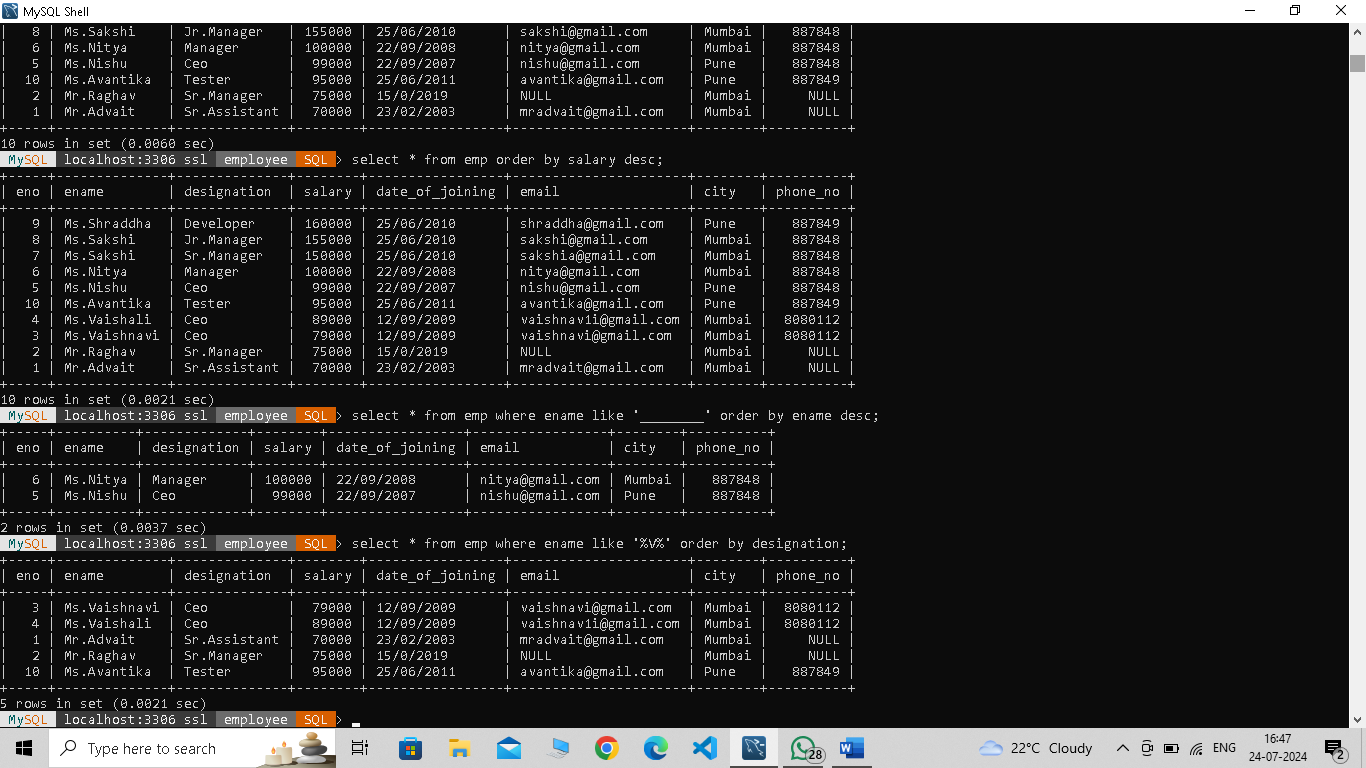 MySQL Shell
| 8 | Ms.Sakshi | Jr.Manager | 155000 | 25/06/2010 | sakshi@gmail.com | Mumbai | 887848 |
| 6 | Ms.Nitya | Manager | 100000 | 22/09/2008 | nitya@gmail.com | Mumbai | 887848 |
| 5 | Ms.Nishu | Ceo | 99000 | 22/09/2007 | nishu@gmail.com | Pune | 887848 |
| 10 | Ms.Avantika | Tester | 95000 | 25/06/2011 | avantika@gmail.com | Pune | 887849 |
| 2 | Mr.Raghav | Sr.Manager | 75000 | 15/0/2019 | NULL | Mumbai | NULL |
| 1 | Mr.Advait | Sr.Assistant | 70000 | 23/02/2003 | mradvait@gmail.com | Mumbai | NULL |
10 rows in set (0.0060 sec)
MySQL localhost:3306 ssl employee SQL > select * from emp order by salary desc;
| eno | ename | designation | salary | date_of_joining | email | city | phone_no |
| 9 | Ms.Shraddha | Developer | 160000 | 25/06/2010 | shraddha@gmail.com | Pune | 887849 |
| 8 | Ms.Sakshi | Jr.Manager | 155000 | 25/06/2010 | sakshi@gmail.com | Mumbai | 887848 |
| 7 | Ms.Sakshi | Sr.Manager | 150000 | 25/06/2010 | sakshia@gmail.com | Mumbai | 887848 |
| 6 | Ms.Nitya | Manager | 100000 | 22/09/2008 | nitya@gmail.com | Mumbai | 887848 |
| 5 | Ms.Nishu | Ceo | 99000 | 22/09/2007 | nishu@gmail.com | Pune | 887848 |
| 10 | Ms.Avantika | Tester | 95000 | 25/06/2011 | avantika@gmail.com | Pune | 887849 |
| 4 | Ms.Vaishali | Ceo | 89000 | 12/09/2009 | vaishnav1i@gmail.com | Mumbai | 8080112 |
| 3 | Ms.Vaishnavi | Ceo | 79000 | 12/09/2009 | vaishnavi@gmail.com | Mumbai | 8080112 |
| 2 | Mr.Raghav | Sr.Manager | 75000 | 15/0/2019 | NULL | Mumbai | NULL |
| 1 | Mr.Advait | Sr.Assistant | 70000 | 23/02/2003 | mradvait@gmail.com | Mumbai | NULL |
10 rows in set (0.0021 sec)
MySQL localhost:3306 ssl employee SQL > select * from emp where ename like '________' order by ename desc;
| eno | ename | designation | salary | date_of_joining | email | city | phone_no |
| 6 | Ms.Nitya | Manager | 100000 | 22/09/2008 | nitya@gmail.com | Mumbai | 887848 |
| 5 | Ms.Nishu | Ceo | 99000 | 22/09/2007 | nishu@gmail.com | Pune | 887848 |
2 rows in set (0.0037 sec)
MySQL localhost:3306 ssl employee SQL > select * from emp where ename like '%V%' order by designation;
| eno | ename | designation | salary | date_of_joining | email | city | phone_no |
| 3 | Ms.Vaishnavi | Ceo | 79000 | 12/09/2009 | vaishnavi@gmail.com | Mumbai | 8080112 |
| 4 | Ms.Vaishali | Ceo | 89000 | 12/09/2009 | vaishnav1i@gmail.com | Mumbai | 8080112 |
| 1 | Mr.Advait | Sr.Assistant | 70000 | 23/02/2003 | mradvait@gmail.com | Mumbai | NULL |
| 2 | Mr.Raghav | Sr.Manager | 75000 | 15/0/2019 | NULL | Mumbai | NULL |
| 10 | Ms.Avantika | Tester | 95000 | 25/06/2011 | avantika@gmail.com | Pune | 887849 |
5 rows in set (0.0021 sec)
MySQL localhost:3306 ssl employee SQL > _
Type here to search
28
W
22°C Cloudy
ENG
16:47
24-07-2024
2